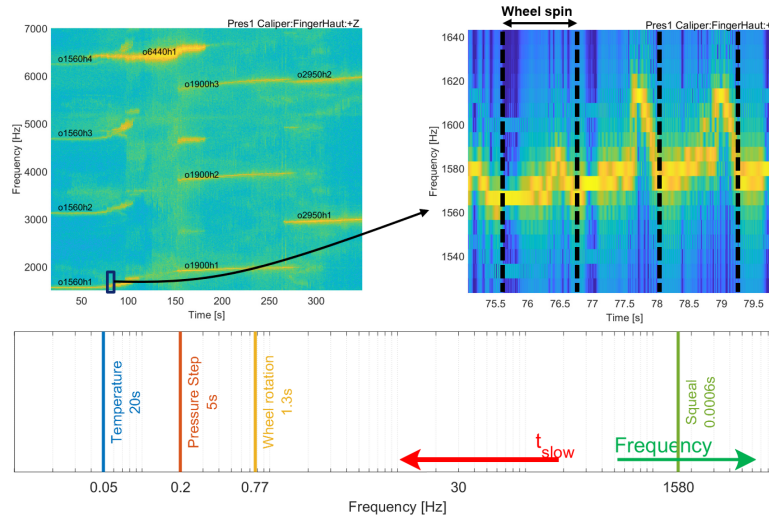 Pres1 Caliper:FingerHaut:+Z
7000
6000
5000
4000
3000
2000
Frequency [Hz]
o1560h4
o6440h1
o1900h3
o2950h2
o1560h3
o1900h2
o1560h2
o2950h1
o1900h1
o1560h1
50 100 150 200 250 300
Time [s]
Wheel spin
Pres1 Caliper:FingerHaut:+
1640
1620
1600
1580
1560
1540
Frequency [Hz]
75.5 76 76.5 77 77.5 78 78.5 79 79.5
Time [s]
Temperature
20s
Pressure Step
5s
Wheel rotation
1.3s
Squeal
0.0006s
tslow
Frequency
0.05 0.2 0.77 30 1580
Frequency [Hz]